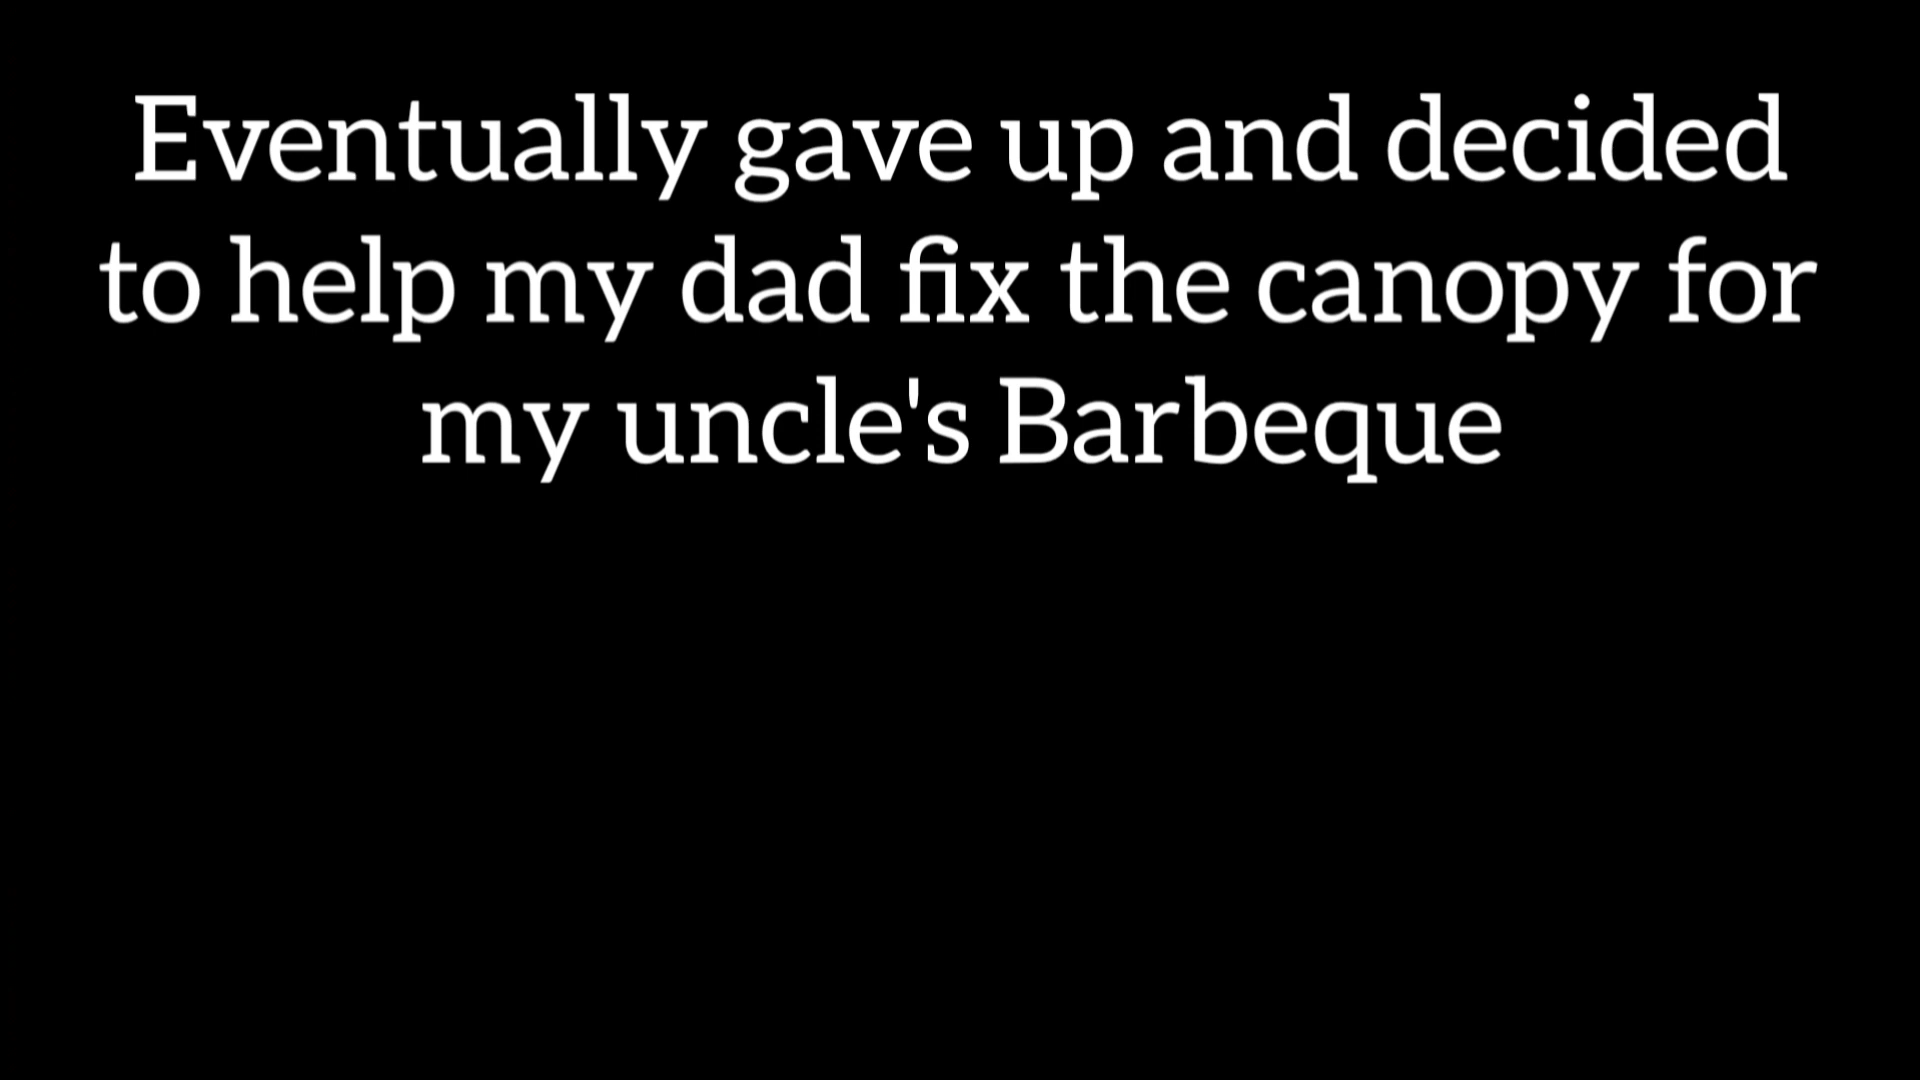 Eventually gave up and decided
to help my dad fix the canopy for
my uncle's Barbeque